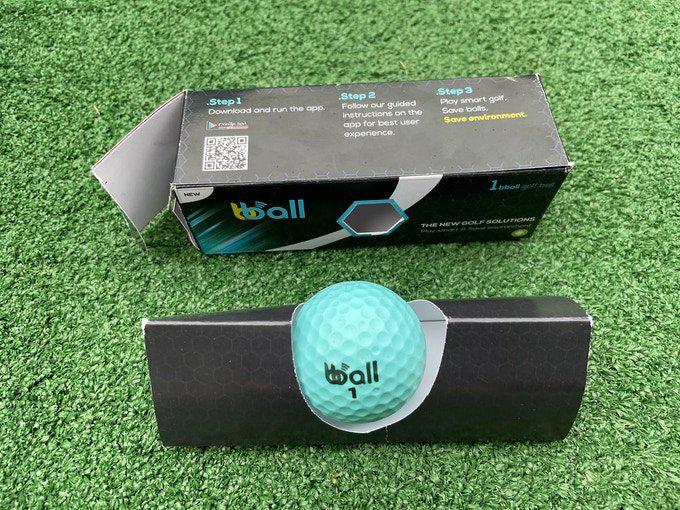 .Step 1
Download and run the app.
.Step 2
Follow our guided
instructions on the
app for best user
experience.
.Step 3
Play smart golf.
Save balls.
Save environment.
NEW
bball
1 bball golf ball
THE NEW GOLF SOLUTIONS
Play smart & Save environment
bball
1